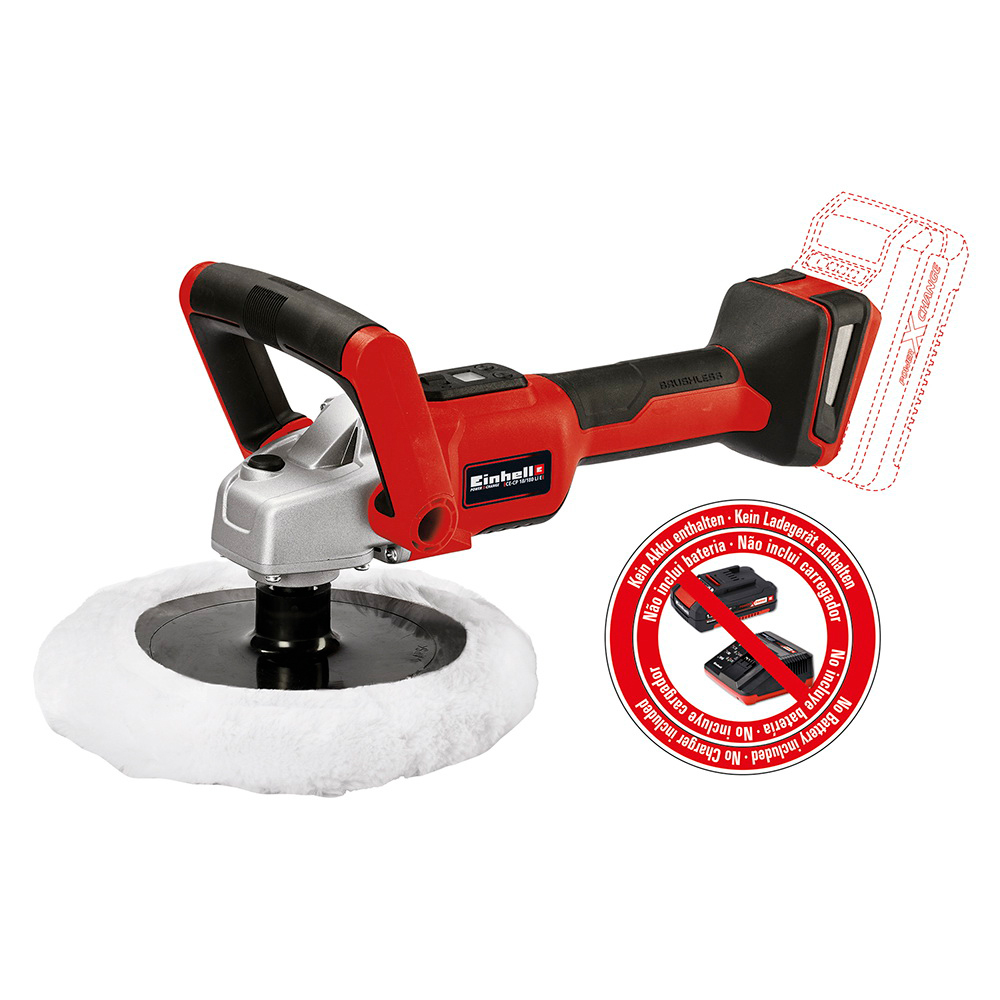 POWER X CHANGE
BRUSHLESS
Einhell E
POWER X CHANGE CE-CP 18/180 Li E
Kein Akku enthalten · Kein Ladegerät enthalten
Não inclui bateria · Não inclui carregador
No incluye bateria · No incluye cargador
No Battery included · No Charger included